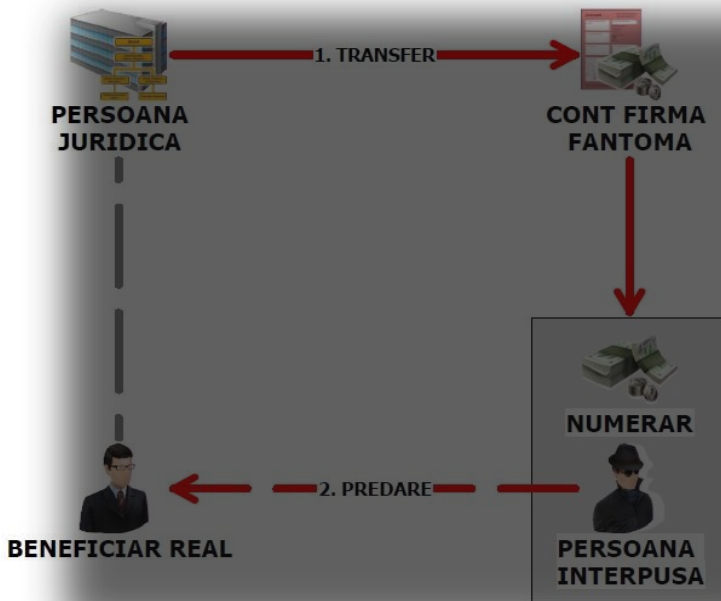 1. TRANSFER
PERSOANA
JURIDICA
CONT FIRMA
FANTOMA
NUMERAR
2. PREDARE
BENEFICIAR REAL
PERSOANA
INTERPUSA